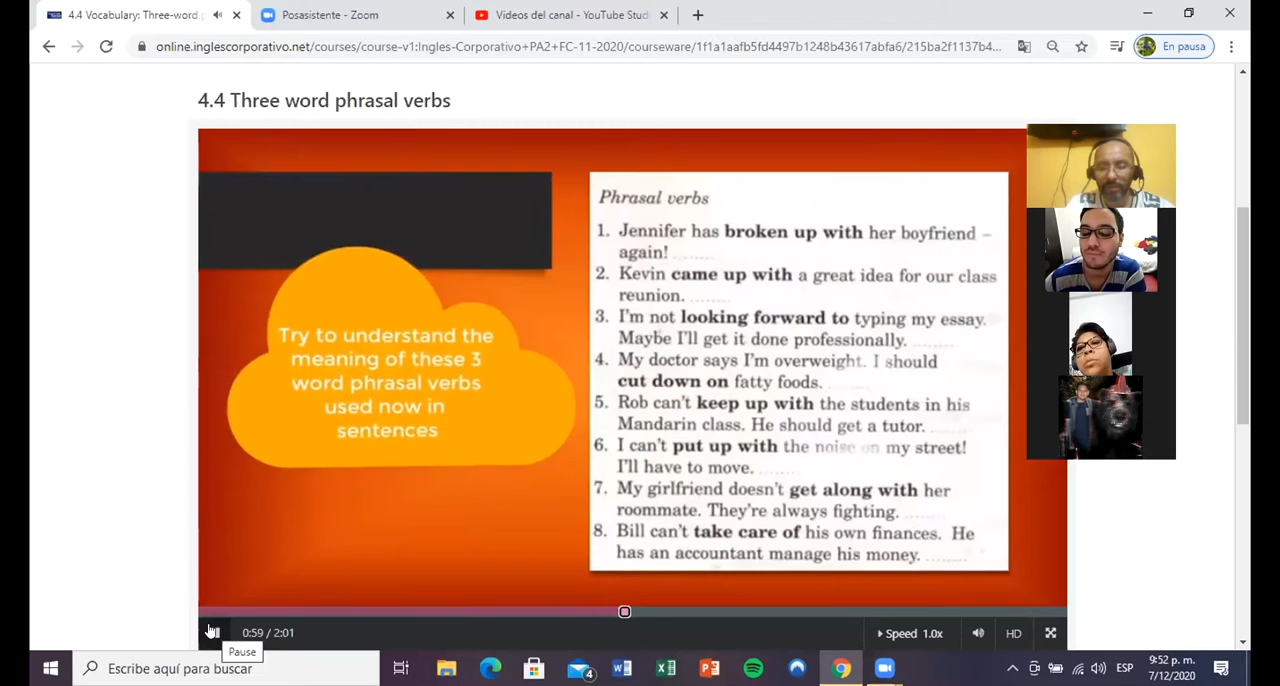 4.4 Vocabulary: Three-word p
Posasistente - Zoom
Videos del canal - YouTube Stud
online.inglescorporativo.net/courses/course-v1:Ingles-Corporativo+PA2+FC-11-2020/courseware/1f1a1aafb5fd4497b1248b43617abfa6/215ba2f1137b4...
En pausa
4.4 Three word phrasal verbs
Try to understand the
meaning of these 3
word phrasal verbs
used now in
sentences
Phrasal verbs
1. Jennifer has broken up with her boyfriend –
again! ........
2. Kevin came up with a great idea for our class
reunion. ........
3. I'm not looking forward to typing my essay.
Maybe I'll get it done professionally. ........
4. My doctor says I'm overweight. I should
cut down on fatty foods. ........
5. Rob can't keep up with the students in his
Mandarin class. He should get a tutor. ........
6. I can't put up with the noise on my street!
I'll have to move. ........
7. My girlfriend doesn't get along with her
roommate. They're always fighting. ........
8. Bill can't take care of his own finances. He
has an accountant manage his money. ........
0:59 / 2:01
Speed 1.0x
HD
Pause
Escribe aquí para buscar
4
ESP
9:52 p. m.
7/12/2020